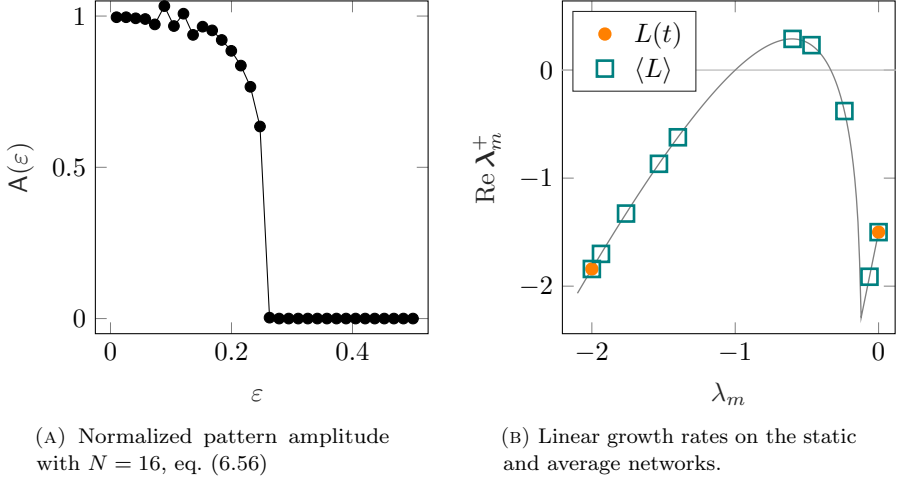 1
0.5
0
A(ε)
0
0.2
0.4
ε
(A) Normalized pattern amplitude
with N = 16, eq. (6.56)
L(t)
⟨L⟩
0
−1
−2
Re λ_m^+
−2
−1
0
λ_m
(B) Linear growth rates on the static
and average networks.